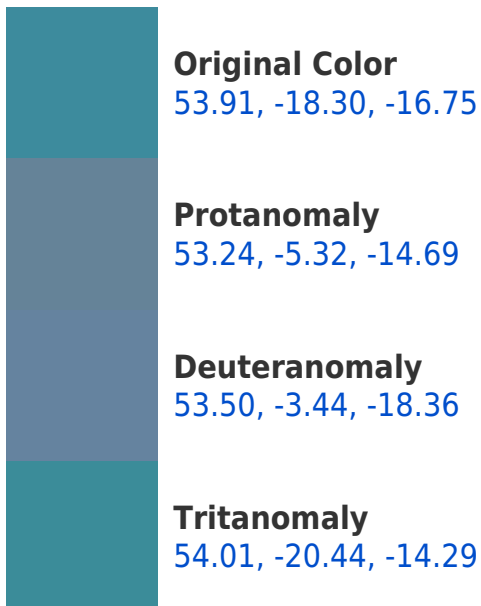 Original Color
53.91, -18.30, -16.75
Protanomaly
53.24, -5.32, -14.69
Deuteranomaly
53.50, -3.44, -18.36
Tritanomaly
54.01, -20.44, -14.29